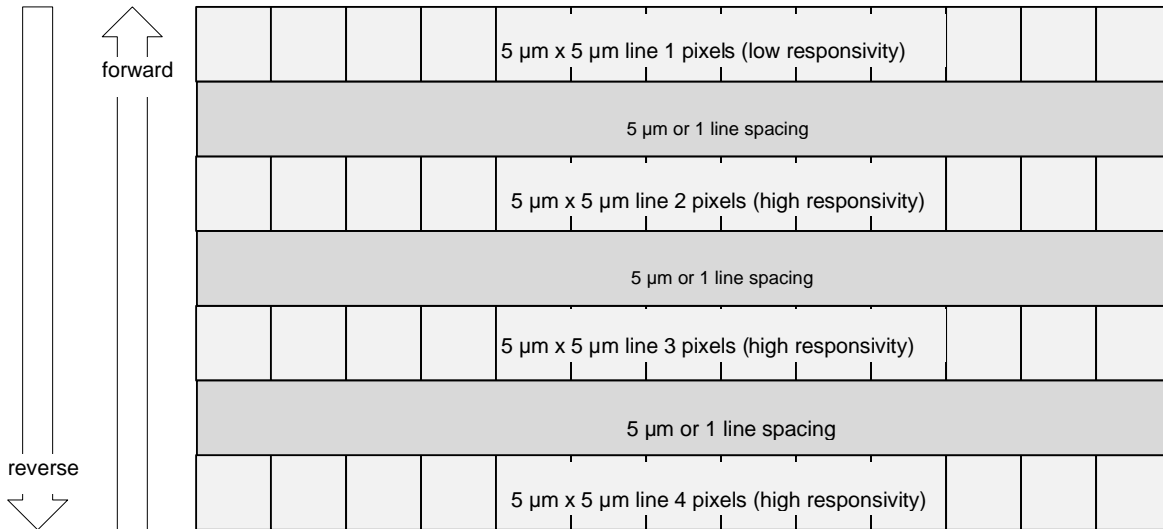 5 µm x 5 µm line 1 pixels (low responsivity)
forward
5 µm or 1 line spacing
5 µm x 5 µm line 2 pixels (high responsivity)
5 µm or 1 line spacing
5 µm x 5 µm line 3 pixels (high responsivity)
5 µm or 1 line spacing
reverse
5 µm x 5 µm line 4 pixels (high responsivity)